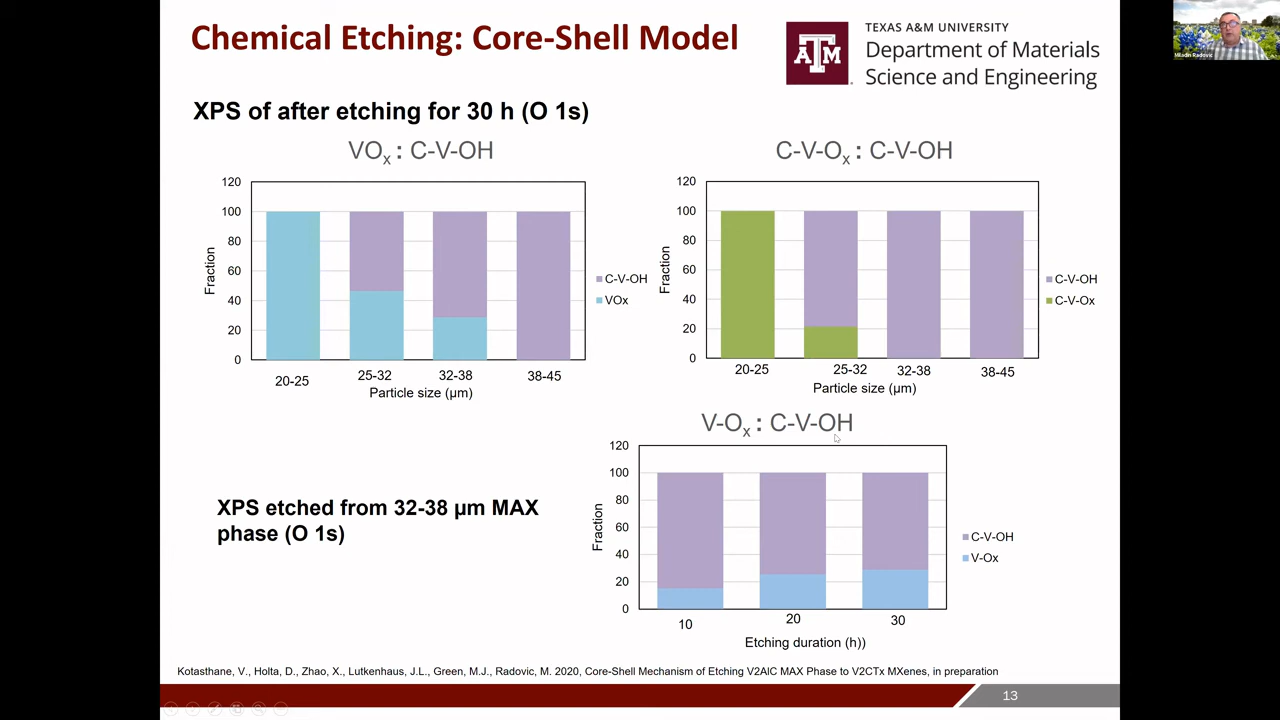 Chemical Etching: Core-Shell Model
ĀM
TEXAS A&M UNIVERSITY
Department of Materials
Science and Engineering
Mladin Radovic
XPS of after etching for 30 h (O 1s)
VOx : C-V-OH
120
100
80
60
40
20
0
Fraction
20-25
25-32
32-38
38-45
Particle size (μm)
C-V-OH
VOx
C-V-Ox : C-V-OH
120
100
80
60
40
20
0
Fraction
20-25
25-32
32-38
38-45
Particle size (μm)
C-V-OH
C-V-Ox
XPS etched from 32-38 μm MAX
phase (O 1s)
V-Ox : C-V-OH
120
100
80
60
40
20
0
Fraction
10
20
30
Etching duration (h))
C-V-OH
V-Ox
Kotasthane, V., Holta, D., Zhao, X., Lutkenhaus, J.L., Green, M.J., Radovic, M. 2020, Core-Shell Mechanism of Etching V2AlC MAX Phase to V2CTx MXenes, in preparation
13